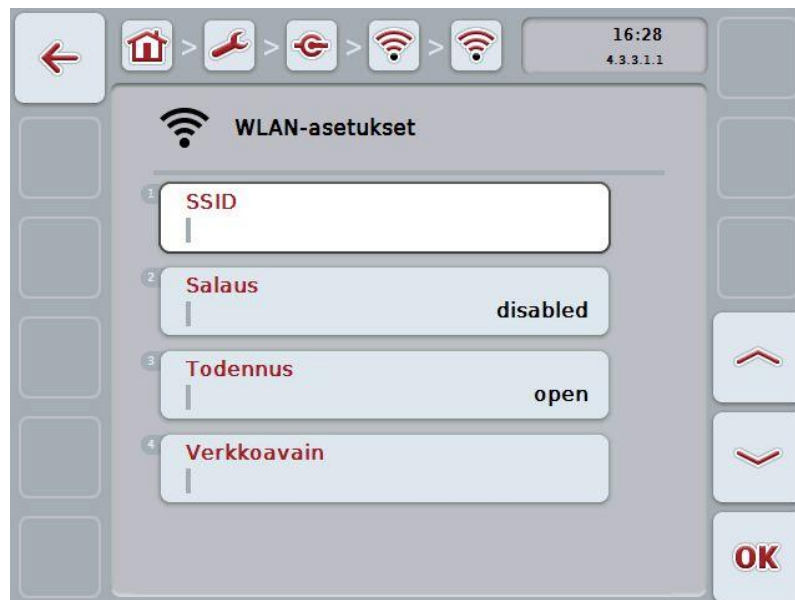 > > > >
16:28
4.3.3.1.1
WLAN-asetukset
1
SSID
2
Salaus
disabled
3
Todennus
open
4
Verkkoavain
OK